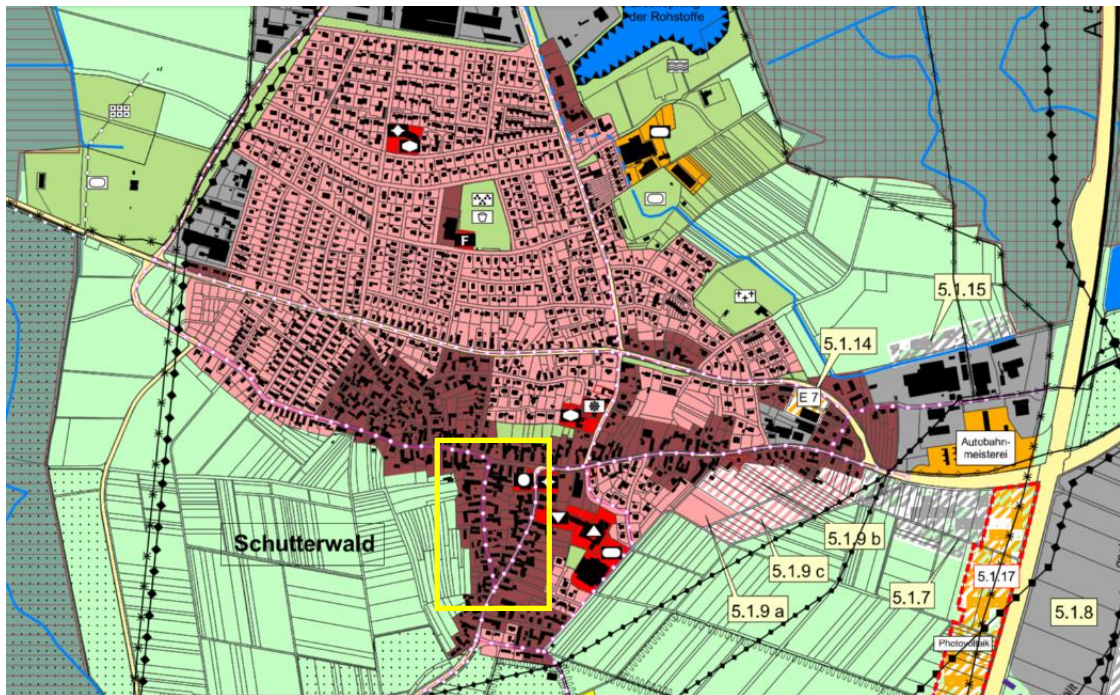 der Rohstoffe
A 5
F
5.1.15
5.1.14
E 7
Autobahn-
meisterei
Schutterwald
5.1.9 b
5.1.9 c
5.1.7
5.1.17
5.1.9 a
5.1.8
Photovoltaik